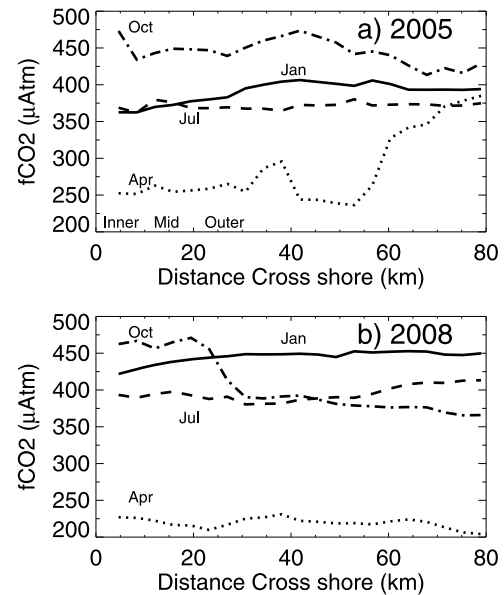 a) 2005
500
450
400
350
300
250
200
fCO2 (μAtm)
Oct
Jan
Jul
Apr
Inner Mid Outer
0 20 40 60 80
Distance Cross shore (km)
b) 2008
500
450
400
350
300
250
200
fCO2 (μAtm)
Oct
Jan
Jul
Apr
0 20 40 60 80
Distance Cross shore (km)